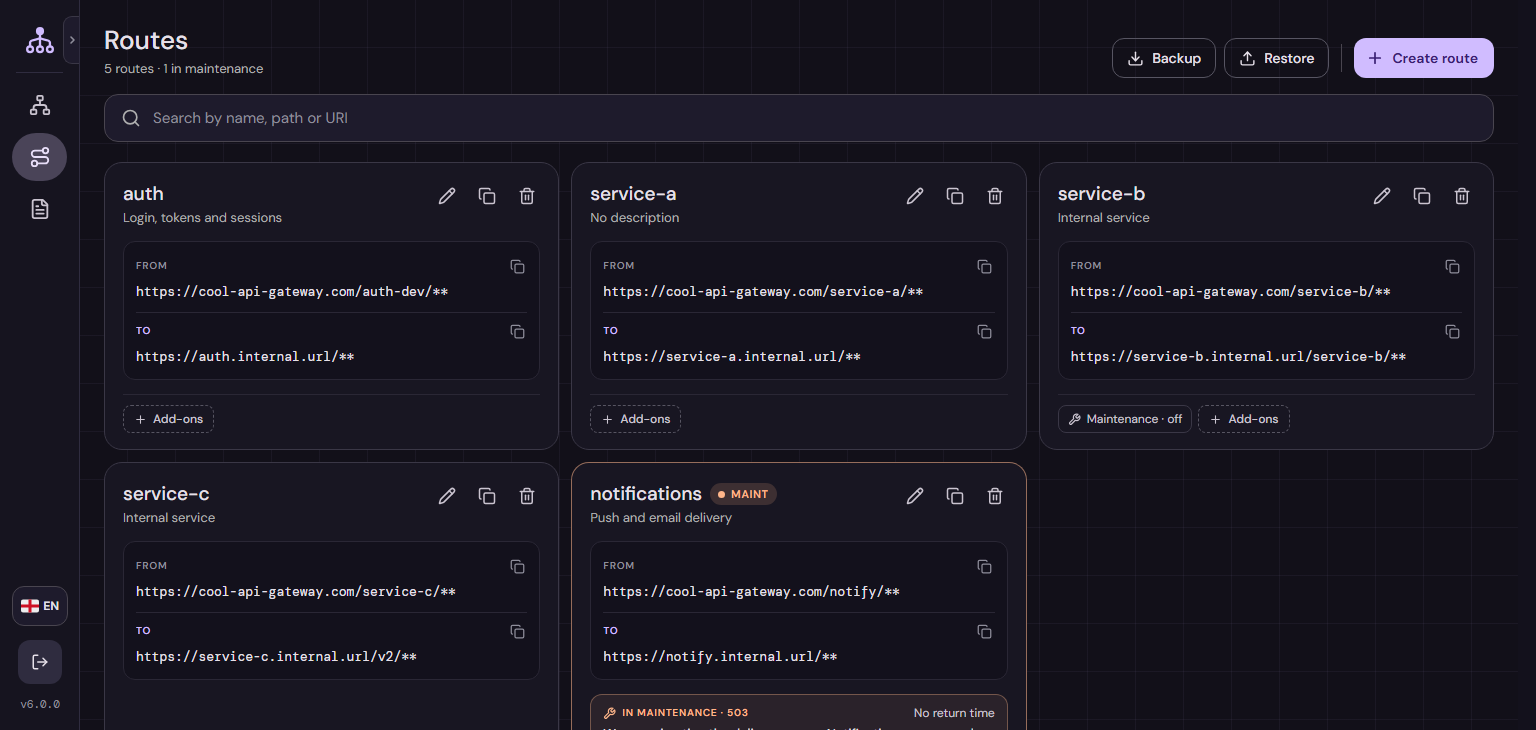 Routes
5 routes · 1 in maintenance
Backup
Restore
Create route
Search by name, path or URI
auth
Login, tokens and sessions
FROM
https://cool-api-gateway.com/auth-dev/**
TO
https://auth.internal.url/**
Add-ons
service-a
No description
FROM
https://cool-api-gateway.com/service-a/**
TO
https://service-a.internal.url/**
Add-ons
service-b
Internal service
FROM
https://cool-api-gateway.com/service-b/**
TO
https://service-b.internal.url/service-b/**
Maintenance · off
Add-ons
service-c
Internal service
FROM
https://cool-api-gateway.com/service-c/**
TO
https://service-c.internal.url/v2/**
notifications
MAINT
Push and email delivery
FROM
https://cool-api-gateway.com/notify/**
TO
https://notify.internal.url/**
IN MAINTENANCE · 503
No return time
EN
v6.0.0